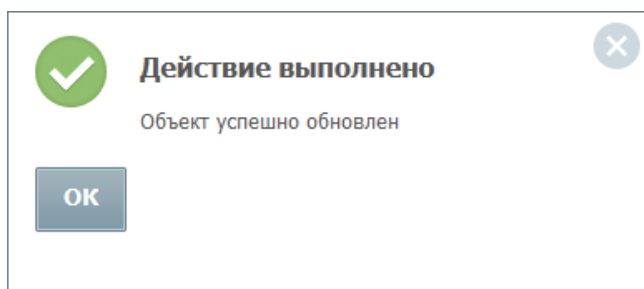 Действие выполнено
Объект успешно обновлен
ОК